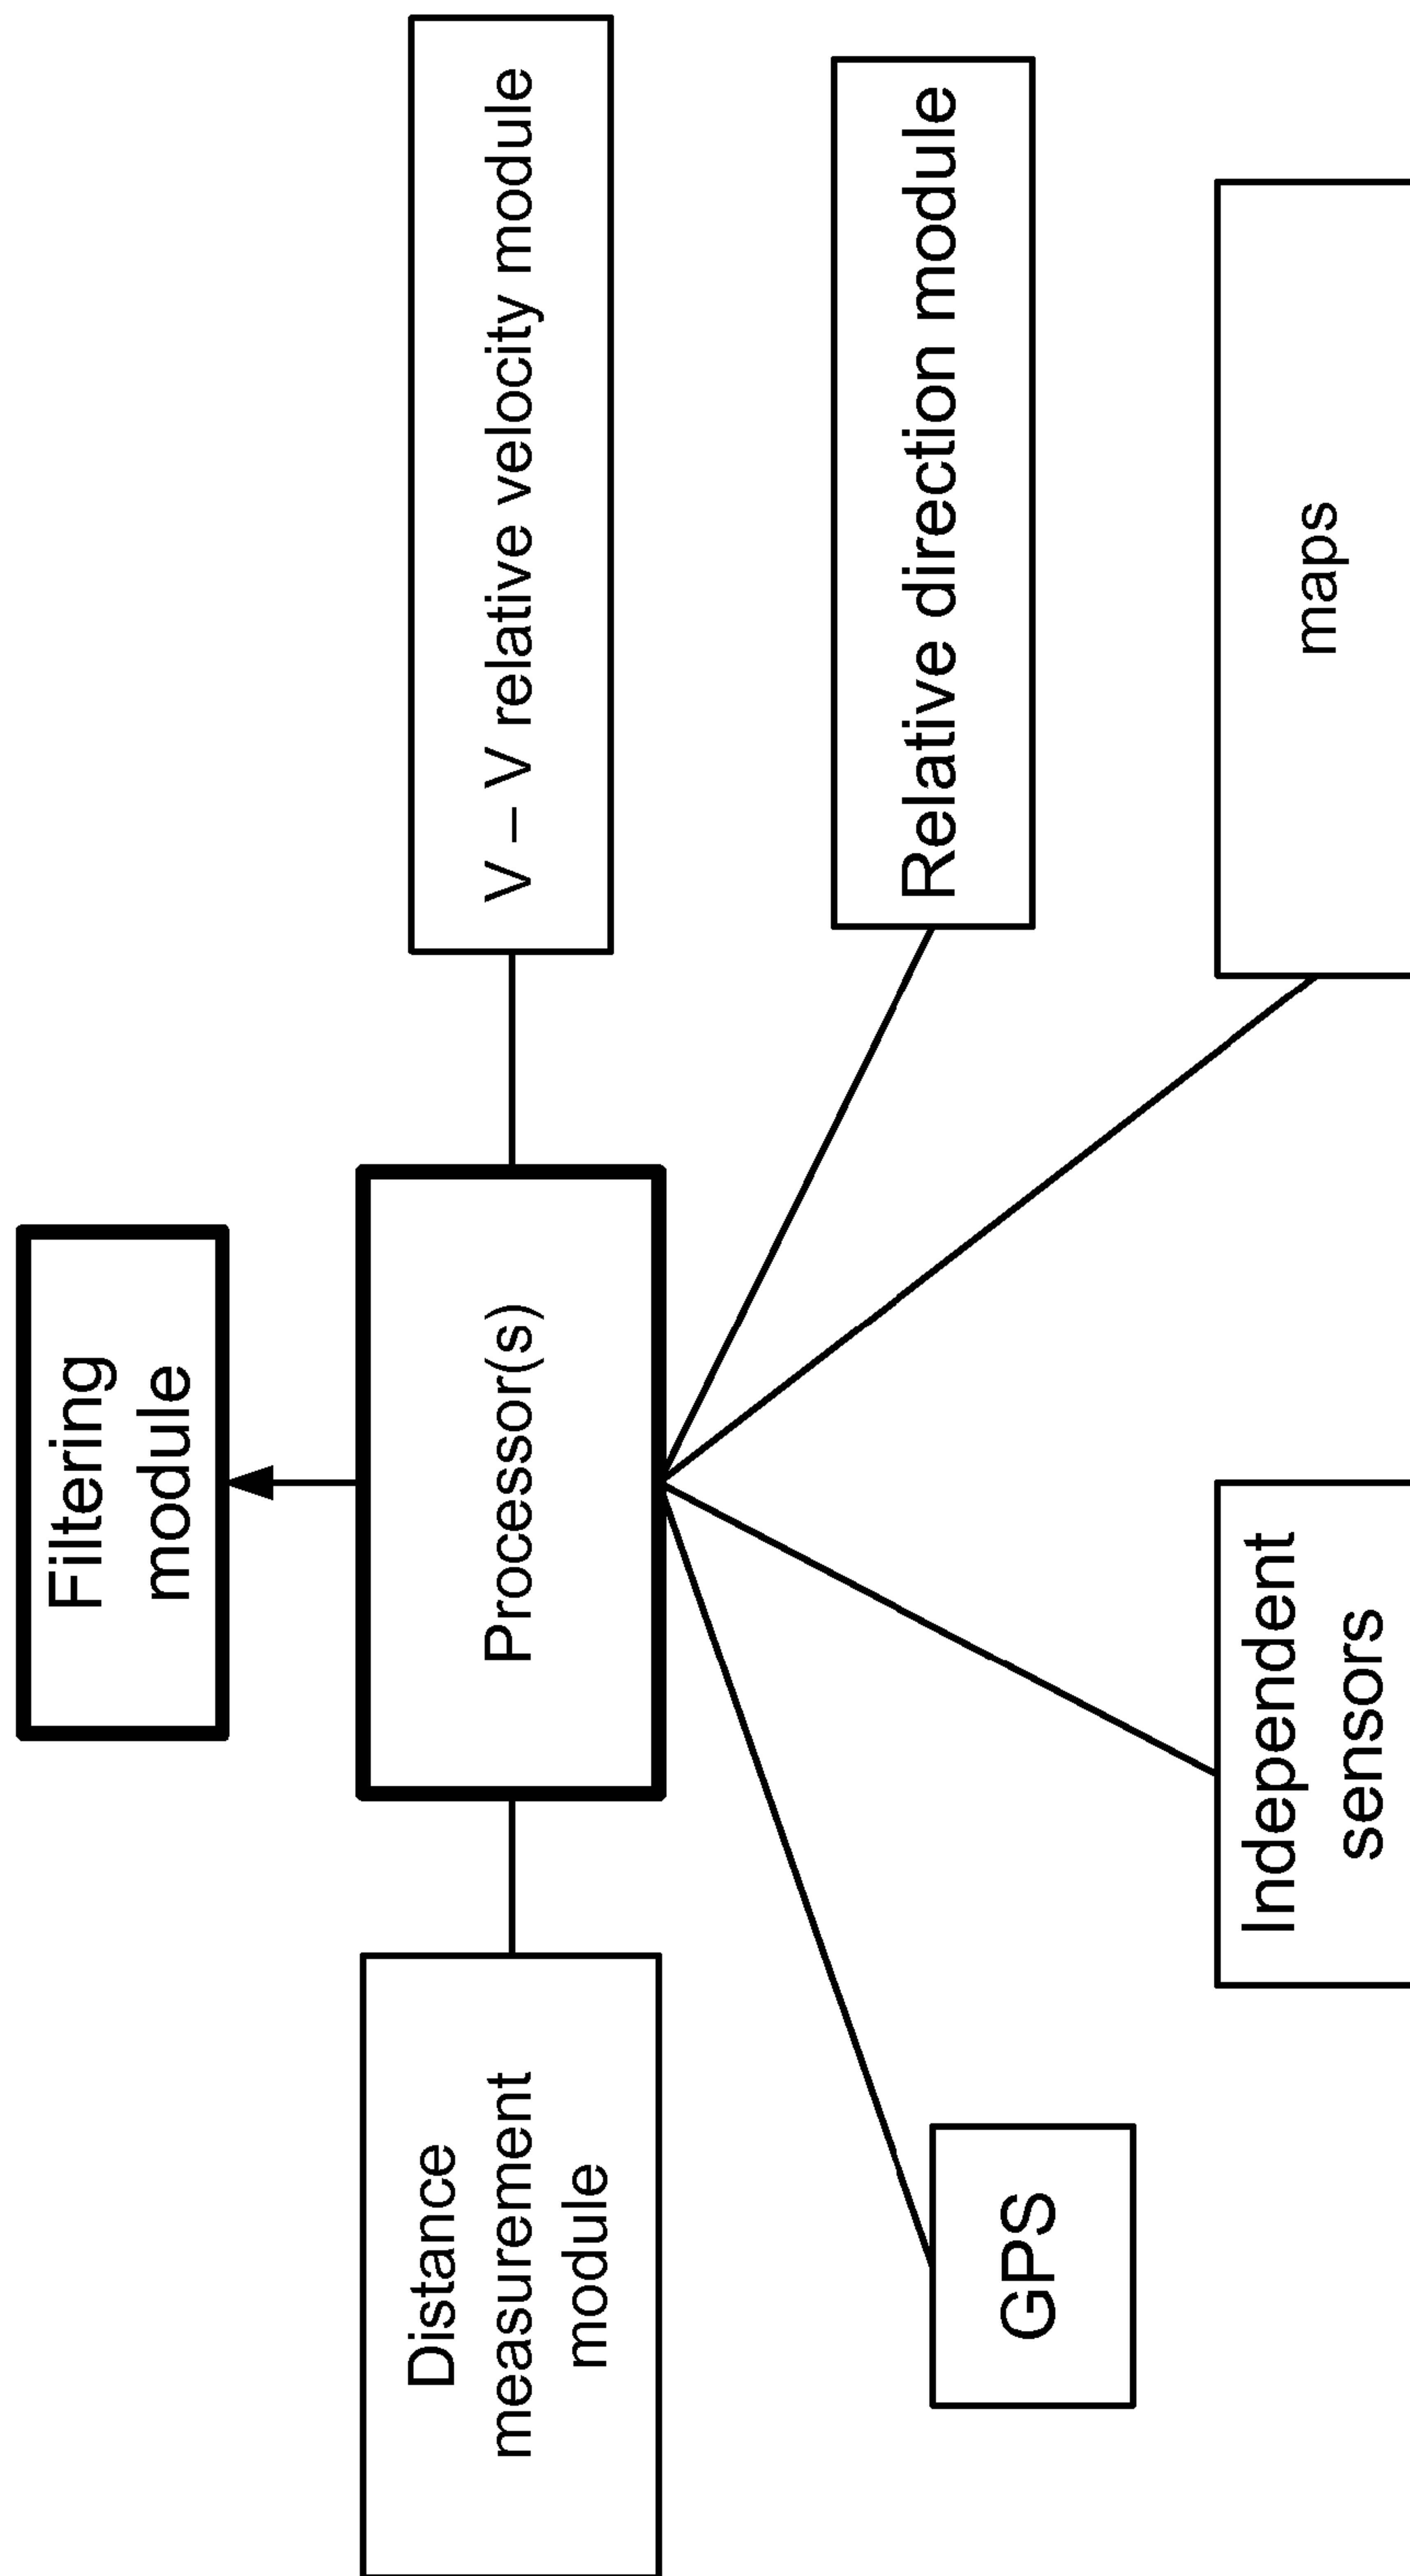 Filtering
module
Distance
measurement
module
Processor(s)
V – V relative velocity module
GPS
Relative direction module
Independent
sensors
maps